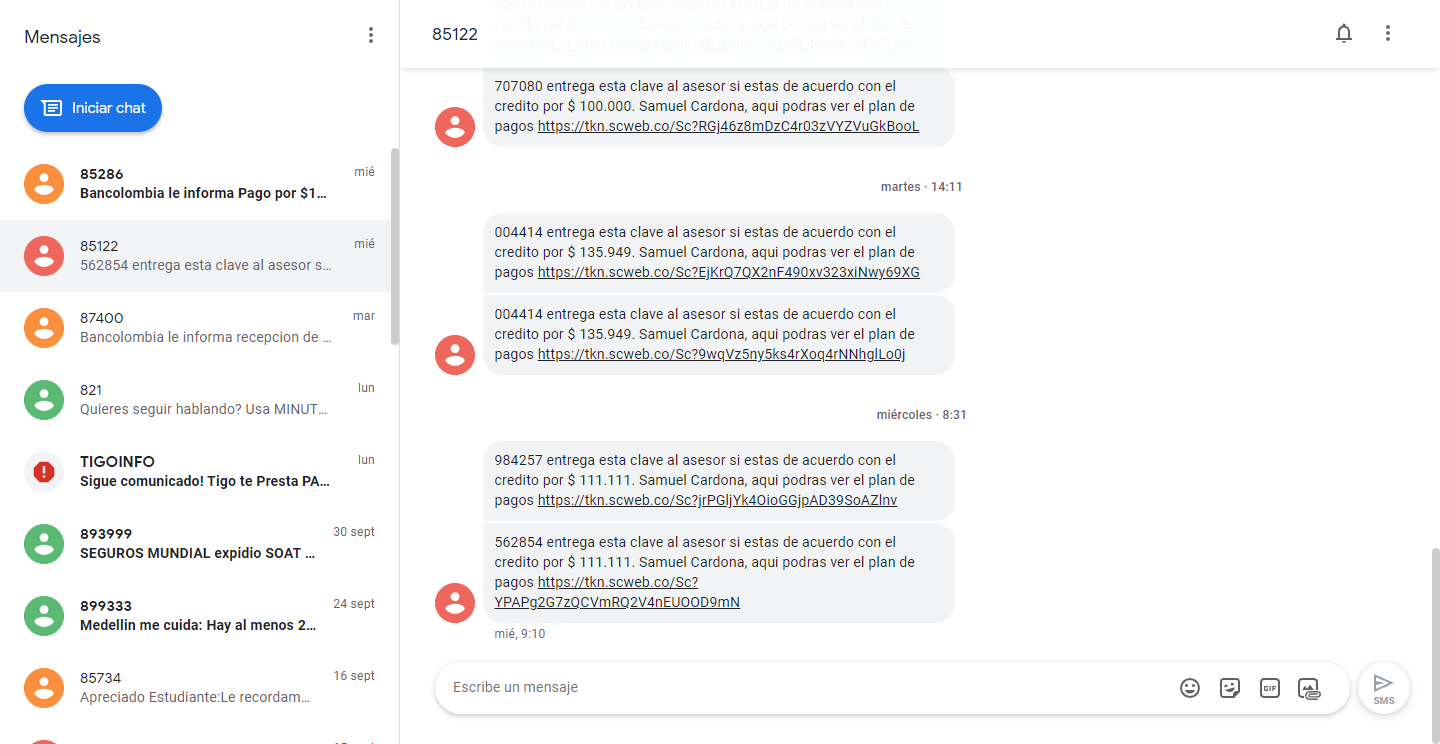 Mensajes
Iniciar chat
85286
mié
Bancolombia le informa Pago por $1...
85122
mié
562854 entrega esta clave al asesor s...
87400
mar
Bancolombia le informa recepcion de ...
821
lun
Quieres seguir hablando? Usa MINUT...
TIGOINFO
lun
Sigue comunicado! Tigo te Presta PA...
893999
30 sept
SEGUROS MUNDIAL expidio SOAT ...
899333
24 sept
Medellin me cuida: Hay al menos 2...
85734
16 sept
Apreciado Estudiante:Le recordam...
85122
credito por $ 111.111. Samuel Cardona, aqui podras ver el plan de
pagos
707080 entrega esta clave al asesor si estas de acuerdo con el
credito por $ 100.000. Samuel Cardona, aqui podras ver el plan de
pagos https://tkn.scweb.co/Sc?RGj46z8mDzC4r03zVYZVuGkBooL
martes · 14:11
004414 entrega esta clave al asesor si estas de acuerdo con el
credito por $ 135.949. Samuel Cardona, aqui podras ver el plan de
pagos https://tkn.scweb.co/Sc?EjKrQ7QX2nF490xv323xiNwy69XG
004414 entrega esta clave al asesor si estas de acuerdo con el
credito por $ 135.949. Samuel Cardona, aqui podras ver el plan de
pagos https://tkn.scweb.co/Sc?9wqVz5ny5ks4rXoq4rNNhglLo0j
miércoles · 8:31
984257 entrega esta clave al asesor si estas de acuerdo con el
credito por $ 111.111. Samuel Cardona, aqui podras ver el plan de
pagos https://tkn.scweb.co/Sc?jrPGljYk4OioGGjpAD39SoAZlnv
562854 entrega esta clave al asesor si estas de acuerdo con el
credito por $ 111.111. Samuel Cardona, aqui podras ver el plan de
pagos https://tkn.scweb.co/Sc?
YPAPg2G7zQCVmRQ2V4nEUOOD9mN
mié, 9:10
Escribe un mensaje
GIF
SMS